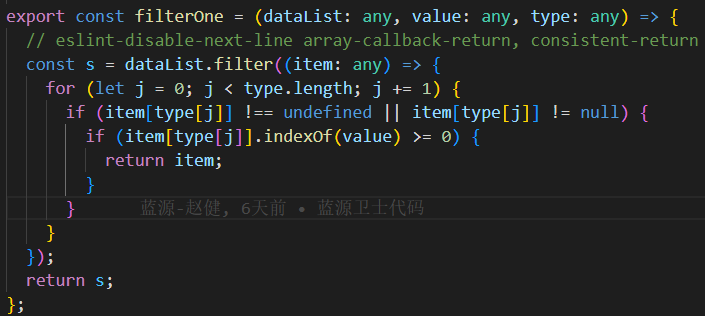 export const filterOne = (dataList: any, value: any, type: any) => {
  // eslint-disable-next-line array-callback-return, consistent-return
  const s = dataList.filter((item: any) => {
    for (let j = 0; j < type.length; j += 1) {
      if (item[type[j]] !== undefined || item[type[j]] != null) {
        if (item[type[j]].indexOf(value) >= 0) {
          return item;
        }
      }          蓝源-赵健, 6天前 • 蓝源卫士代码
    }
  });
  return s;
};